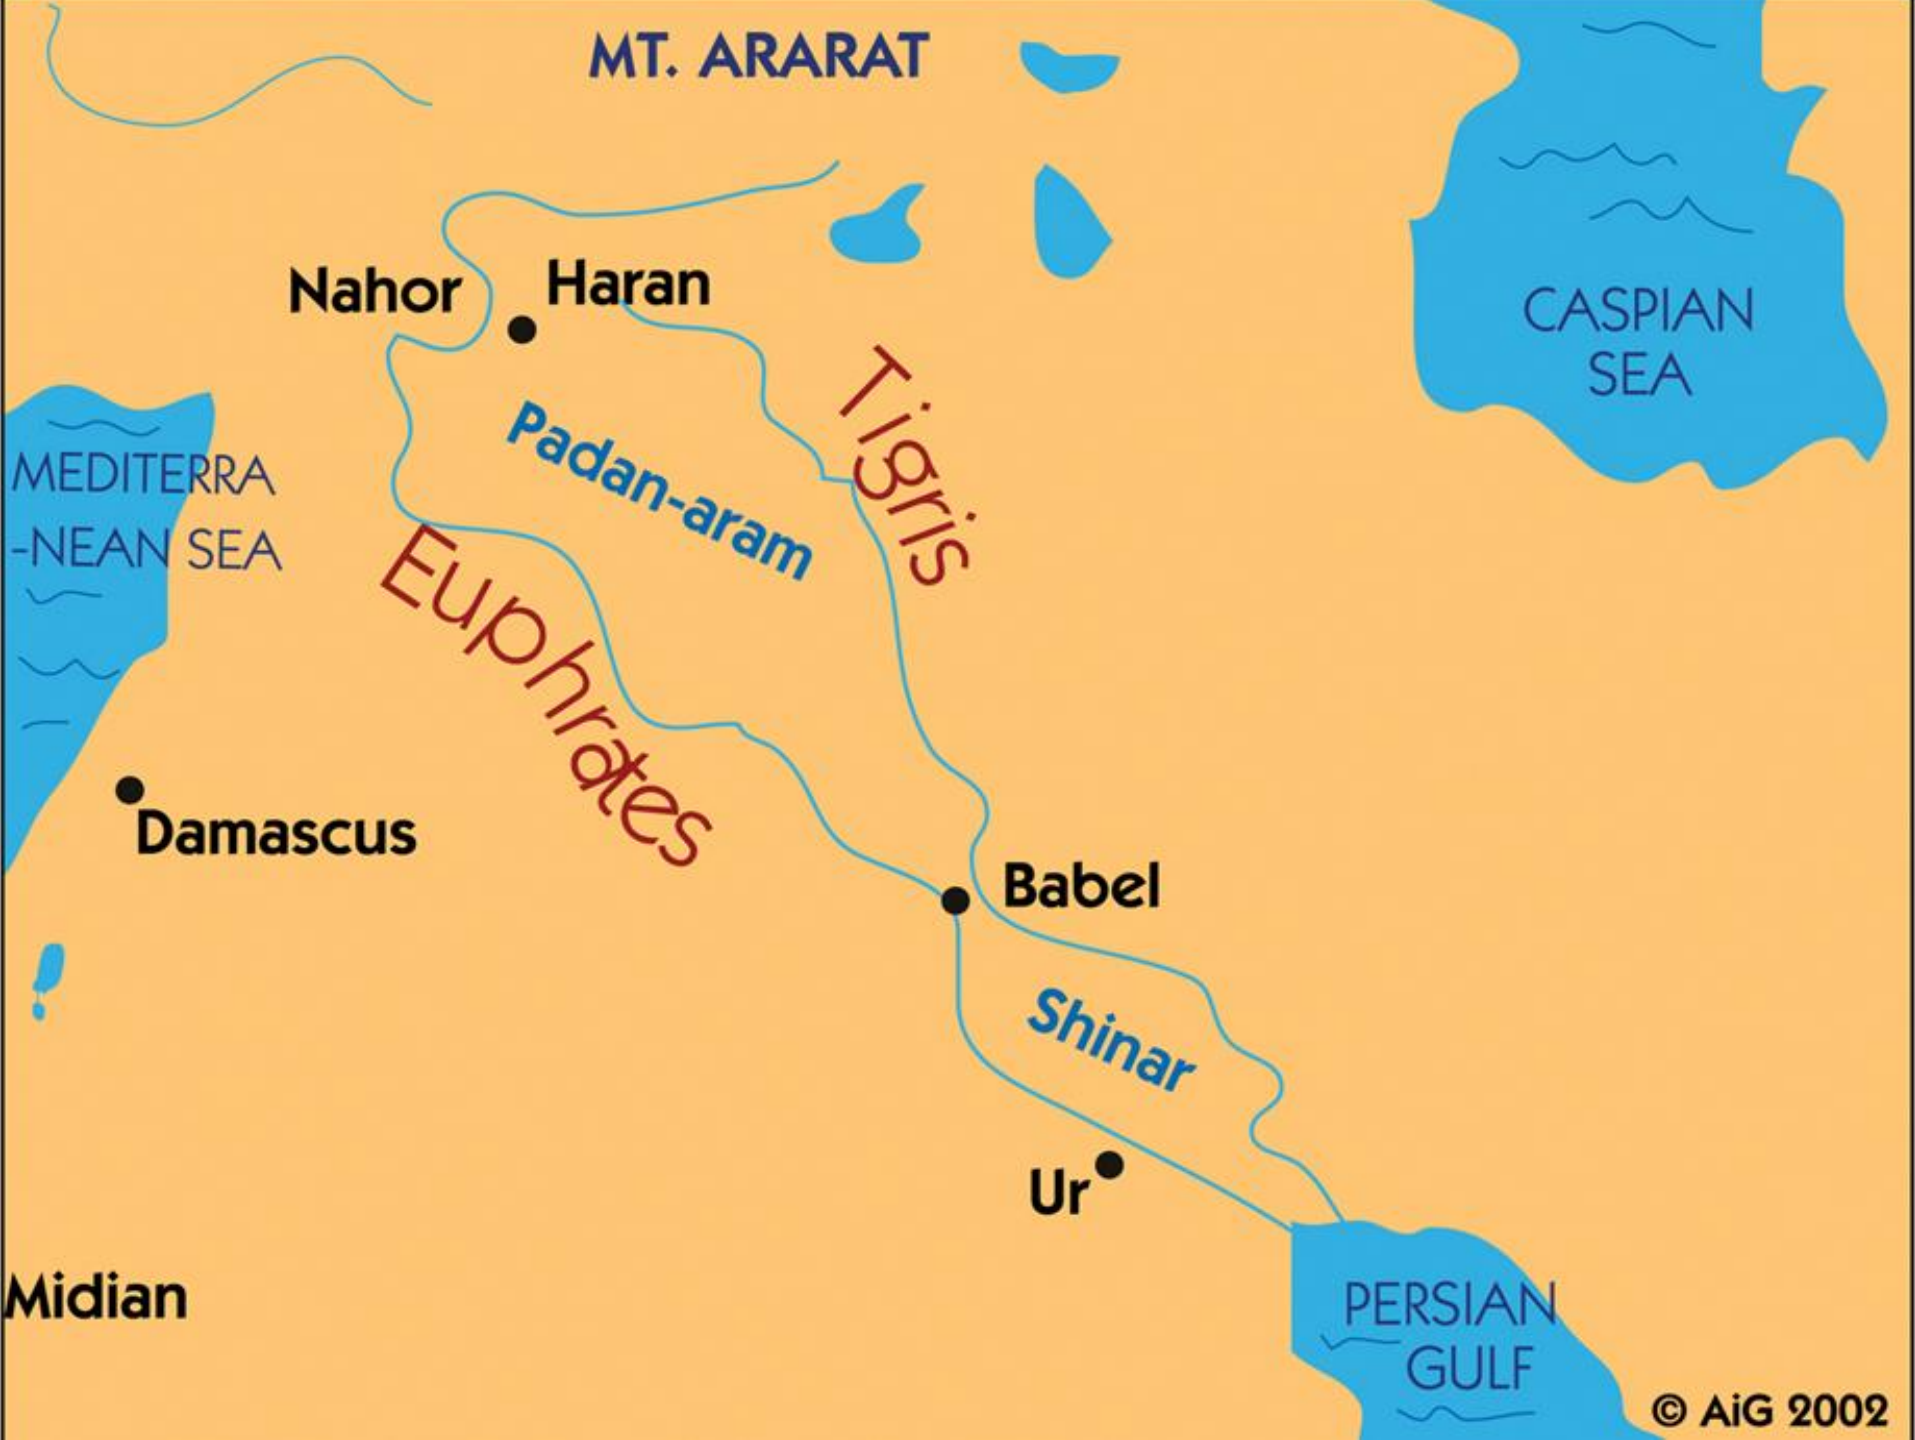 MT. ARARAT
Nahor
Haran
CASPIAN
SEA
Tigris
Padan-aram
MEDITERRA
-NEAN SEA
Euphrates
Damascus
Babel
Shinar
Ur
Midian
PERSIAN
GULF
© AiG 2002